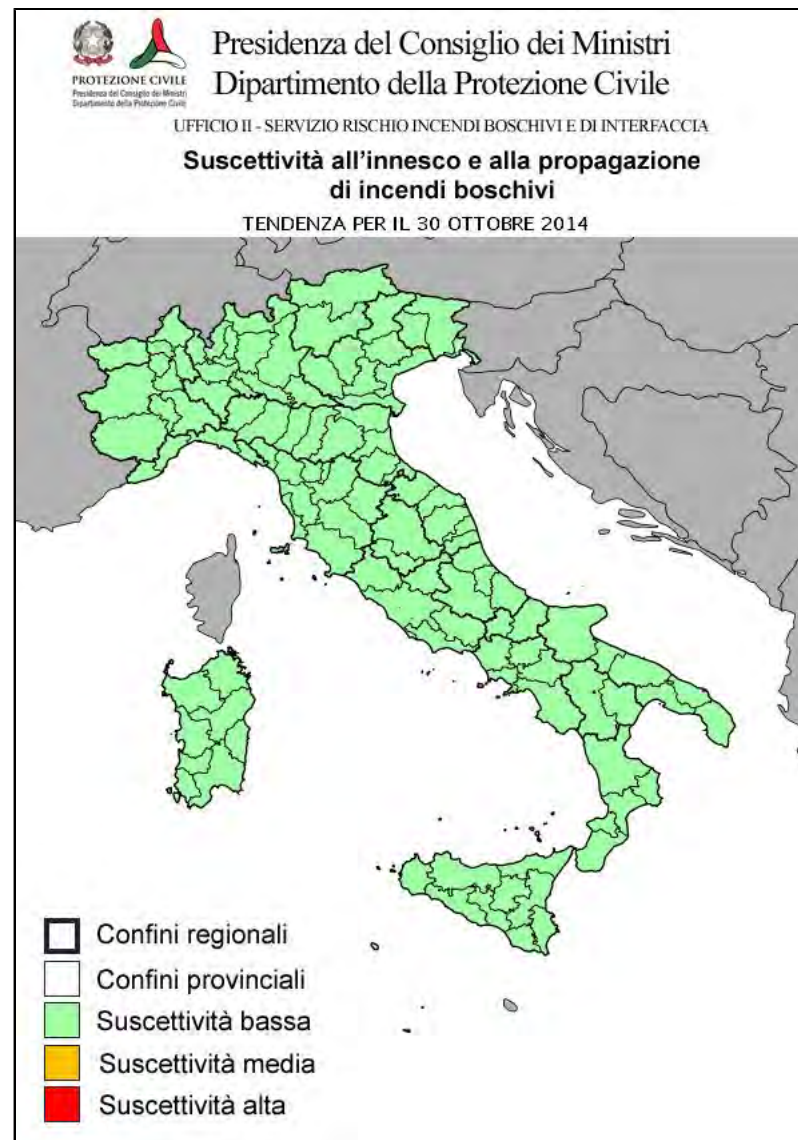 PROTEZIONE CIVILE
Presidenza del Consiglio dei Ministri
Dipartimento della Protezione Civile
Presidenza del Consiglio dei Ministri
Dipartimento della Protezione Civile
UFFICIO II - SERVIZIO RISCHIO INCENDI BOSCHIVI E DI INTERFACCIA
Suscettività all'innesco e alla propagazione
di incendi boschivi
TENDENZA PER IL 30 OTTOBRE 2014
Confini regionali
Confini provinciali
Suscettività bassa
Suscettività media
Suscettività alta